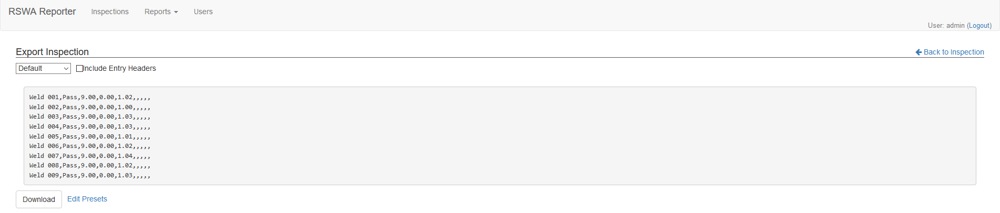 RSWA Reporter Inspections Reports Users
User: admin (Logout)
Export Inspection
Back to Inspection
Default
Include Entry Headers
Weld 001,Pass,9.00,0.00,1.02,,,,,
Weld 002,Pass,9.00,0.00,1.00,,,,,
Weld 003,Pass,9.00,0.00,1.03,,,,,
Weld 004,Pass,9.00,0.00,1.03,,,,,
Weld 005,Pass,9.00,0.00,1.01,,,,,
Weld 006,Pass,9.00,0.00,1.02,,,,,
Weld 007,Pass,9.00,0.00,1.04,,,,,
Weld 008,Pass,9.00,0.00,1.02,,,,,
Weld 009,Pass,9.00,0.00,1.03,,,,,
Download Edit Presets